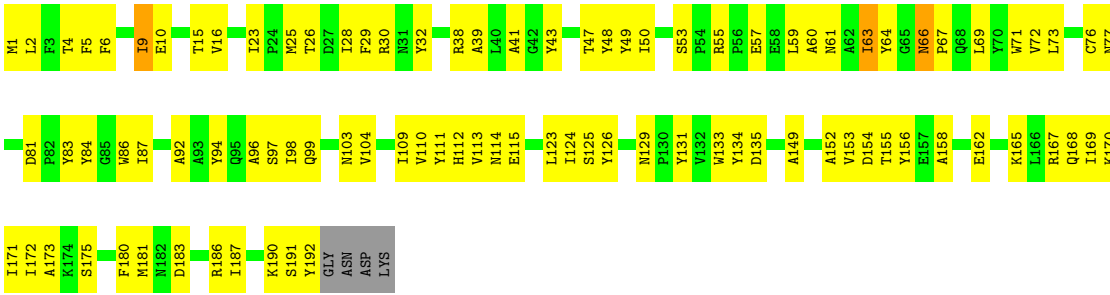 M1 L2 F3 T4 F5 F6 I9 E10 T15 V16 I23 P24 M25 T26 D27 I28 F29 R30 N31 Y32 R38 A39 L40 A41 G42 Y43 T47 Y48 Y49 I50 S53 P54 R55 P56 E57 E58 L59 A60 N61 A62 V63 Y64 G65 N66 P67 Q68 L69 Y70 W71 V72 L73 C76 N77
D81 P82 Y83 Y84 G85 W86 I87 A92 A93 Y94 Q95 A96 S97 I98 Q99 N103 V104 I109 V110 Y111 H112 V113 N114 E115 L123 I124 S125 Y126 N129 P130 Y131 V132 W133 Y134 D135 A149 A152 V153 D154 T155 Y156 E157 A158 E162 K165 L166 R167 Q168 I169 K170
I171 I172 A173 K174 S175 F180 M181 N182 D183 R186 I187 K190 S191 Y192 GLY ASN ASP LYS